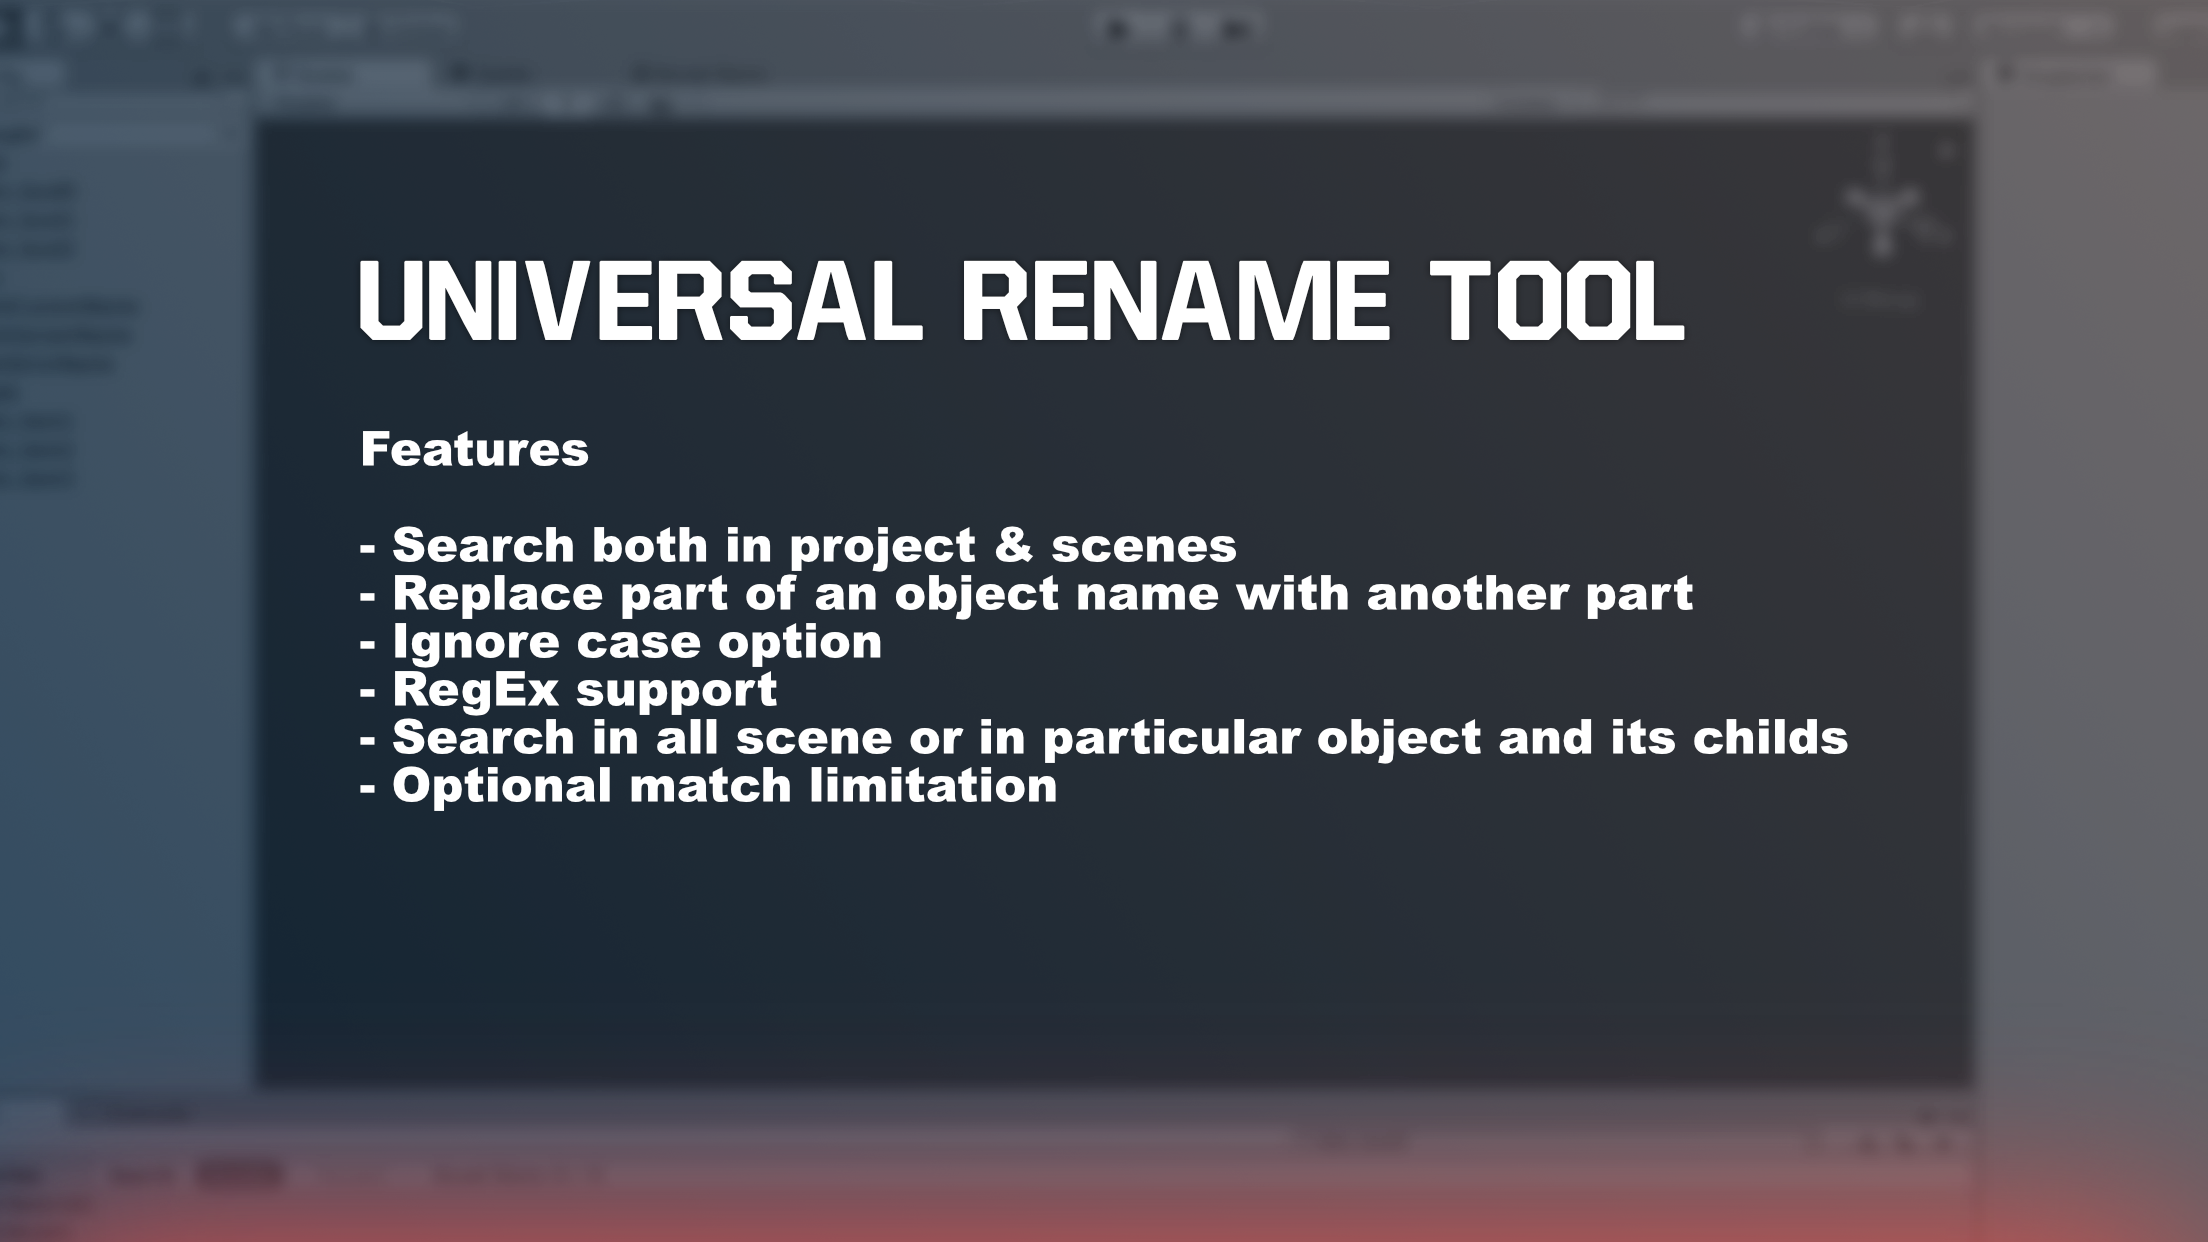 UNIVERSAL RENAME TOOL
Features
- Search both in project & scenes
- Replace part of an object name with another part
- Ignore case option
- RegEx support
- Search in all scene or in particular object and its childs
- Optional match limitation